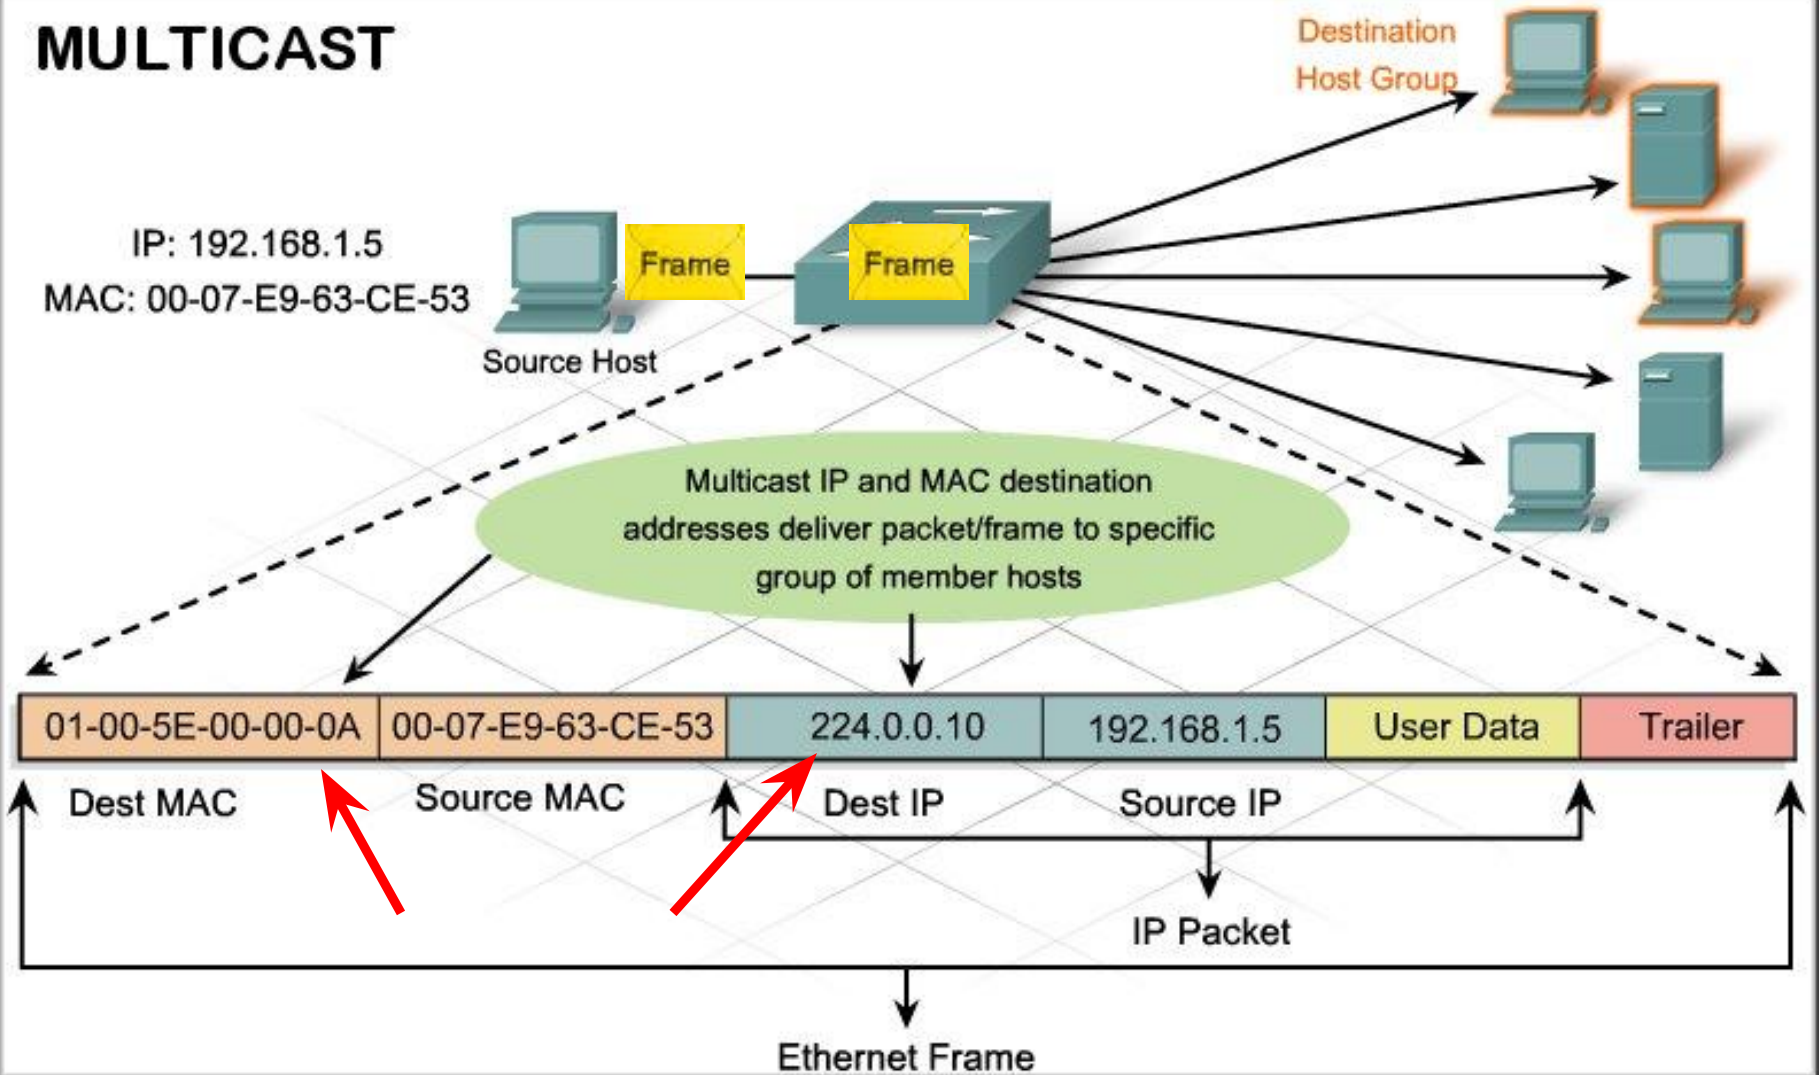 MULTICAST
Destination
Host Group
IP: 192.168.1.5
MAC: 00-07-E9-63-CE-53
Frame
Frame
Source Host
Multicast IP and MAC destination
addresses deliver packet/frame to specific
group of member hosts
01-00-5E-00-00-0A 00-07-E9-63-CE-53 224.0.0.10 192.168.1.5 User Data Trailer
Dest MAC Source MAC Dest IP Source IP
IP Packet
Ethernet Frame